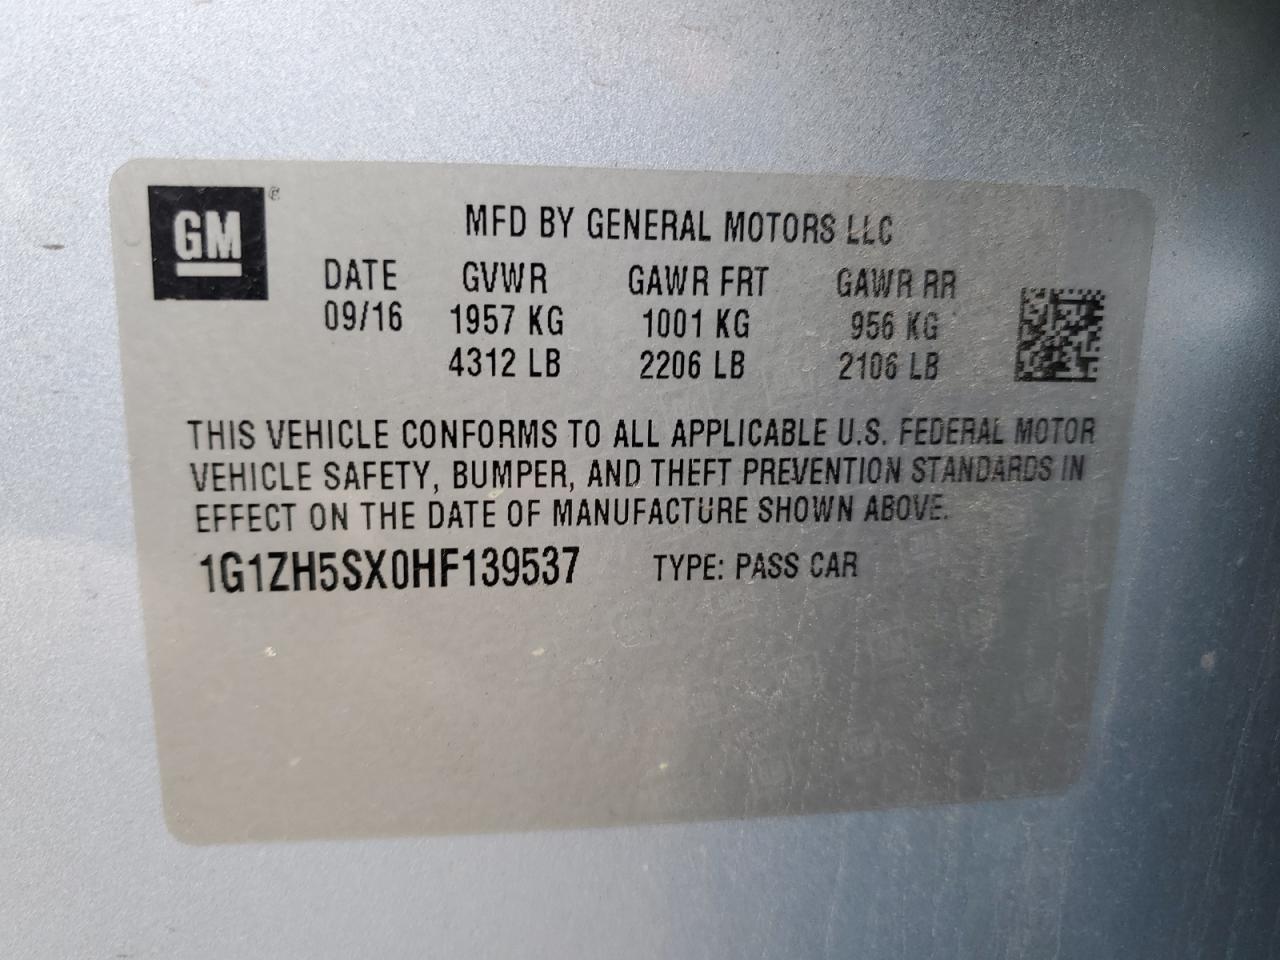 GM ®
MFD BY GENERAL MOTORS LLC
DATE GVWR GAWR FRT GAWR RR
09/16 1957 KG 1001 KG 956 KG
4312 LB 2206 LB 2106 LB
THIS VEHICLE CONFORMS TO ALL APPLICABLE U.S. FEDERAL MOTOR
VEHICLE SAFETY, BUMPER, AND THEFT PREVENTION STANDARDS IN
EFFECT ON THE DATE OF MANUFACTURE SHOWN ABOVE.
1G1ZH5SX0HF139537 TYPE: PASS CAR